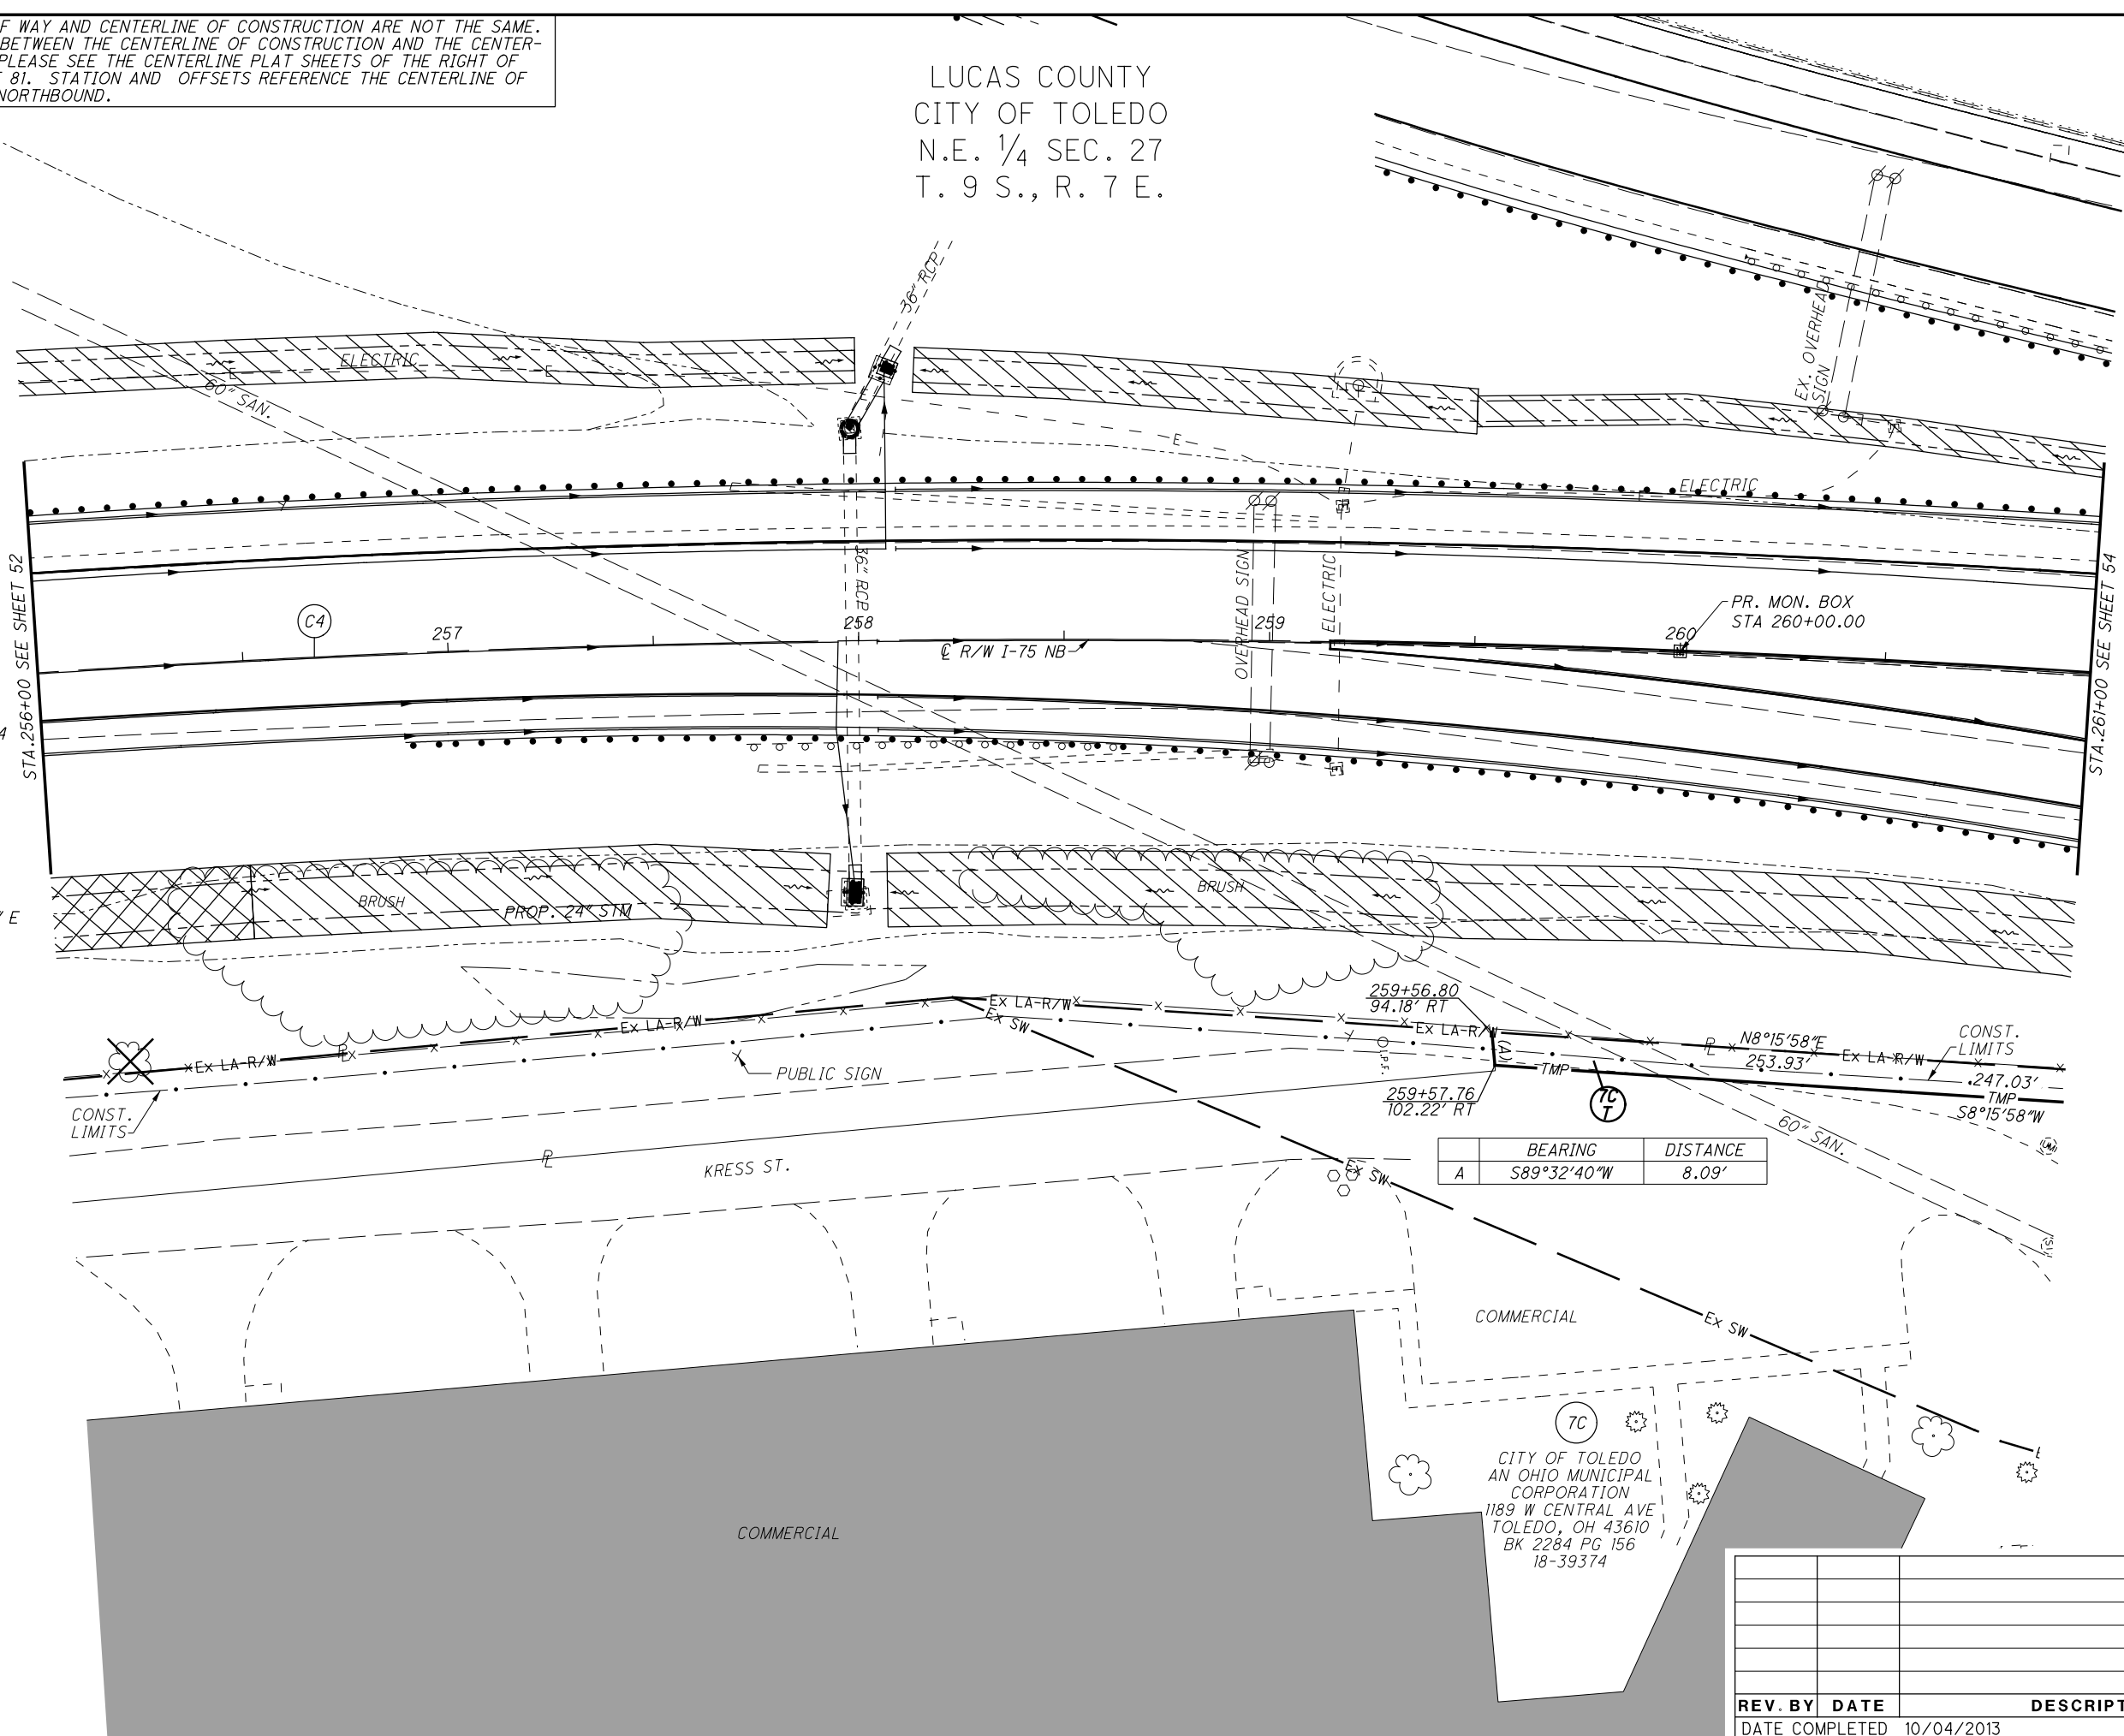 F WAY AND CENTERLINE OF CONSTRUCTION ARE NOT THE SAME.
BETWEEN THE CENTERLINE OF CONSTRUCTION AND THE CENTER-
PLEASE SEE THE CENTERLINE PLAT SHEETS OF THE RIGHT OF
81. STATION AND OFFSETS REFERENCE THE CENTERLINE OF
NORTHBOUND.
LUCAS COUNTY
CITY OF TOLEDO
N.E. 1/4 SEC. 27
T. 9 S., R. 7 E.
36" RCP
EX. OVERHEAD
SIGN
ELECTRIC
E
E
60" SAN.
E
ELECTRIC
E
STA.256+00 SEE SHEET 52
C4
257
36" RCP
258
℄ R/W I-75 NB
OVERHEAD SIGN
259
ELECTRIC
260
PR. MON. BOX
STA 260+00.00
STA.261+00 SEE SHEET 54
4
" E
BRUSH
PROP. 24" STM
BRUSH
259+56.80
94.18' RT
Ex LA-R/W
Ex LA-R/W
Ex LA-R/W
Ex LA-R/W
Ex LA-R/W
Ex SW
PL
PL
N8°15'58"E
253.93'
CONST.
LIMITS
247.03'
TMP
S8°15'58"W
(A)
TMP
I.P.F.
PUBLIC SIGN
CONST.
LIMITS
259+57.76
102.22' RT
7C
T
60" SAN.
BEARING DISTANCE
A S89°32'40"W 8.09'
PL
KRESS ST.
Ex SW
COMMERCIAL
Ex SW
7C
CITY OF TOLEDO
AN OHIO MUNICIPAL
CORPORATION
1189 W CENTRAL AVE
TOLEDO, OH 43610
BK 2284 PG 156
18-39374
COMMERCIAL
REV. BY DATE DESCRIPT
DATE COMPLETED 10/04/2013